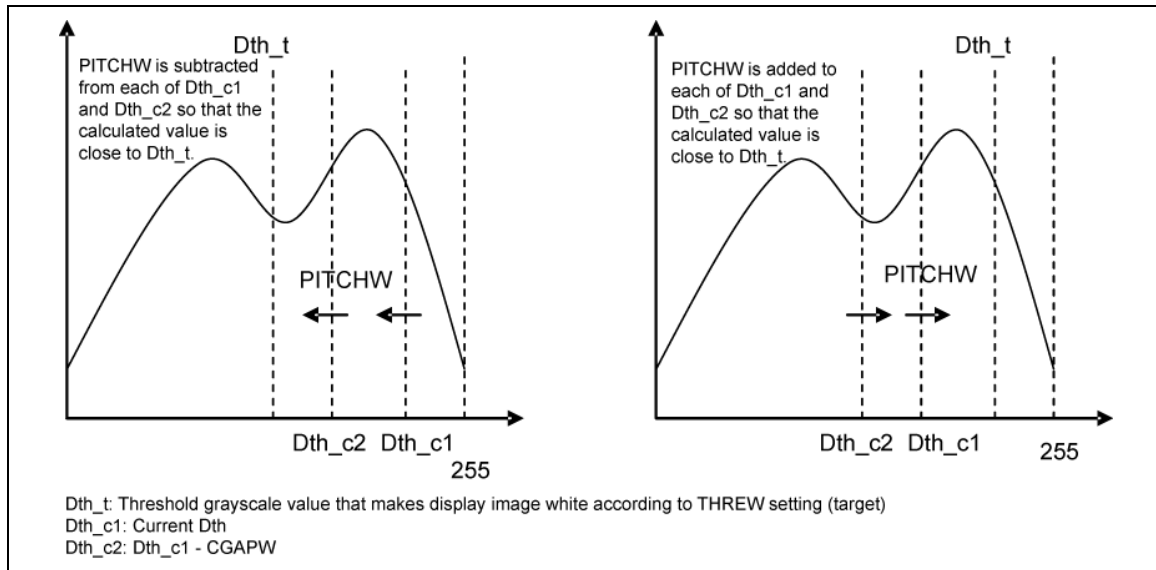 Dth_t
PITCHW is subtracted
from each of Dth_c1
and Dth_c2 so that the
calculated value is
close to Dth_t.
PITCHW
Dth_c2
Dth_c1
255
Dth_t
PITCHW is added to
each of Dth_c1 and
Dth_c2 so that the
calculated value is
close to Dth_t.
PITCHW
Dth_c2
Dth_c1
255
Dth_t: Threshold grayscale value that makes display image white according to THREW setting (target)
Dth_c1: Current Dth
Dth_c2: Dth_c1 - CGAPW